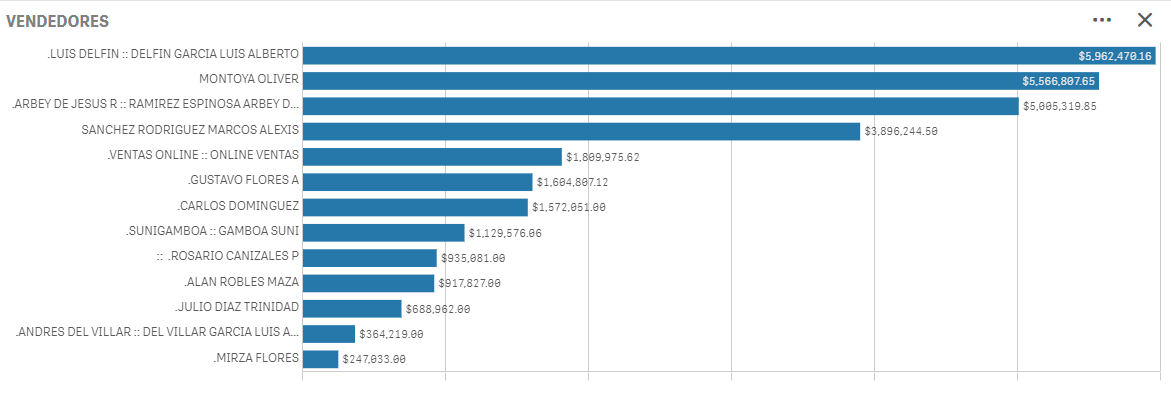 VENDEDORES
.LUIS DELFIN :: DELFIN GARCIA LUIS ALBERTO $5,962,470.16
MONTOYA OLIVER $5,566,807.65
.ARBEY DE JESUS R :: RAMIREZ ESPINOSA ARBEY D... $5,005,319.85
SANCHEZ RODRIGUEZ MARCOS ALEXIS $3,896,244.50
.VENTAS ONLINE :: ONLINE VENTAS $1,809,975.62
.GUSTAVO FLORES A $1,604,807.12
.CARLOS DOMINGUEZ $1,572,051.00
.SUNIGAMBOA :: GAMBOA SUNI $1,129,576.06
:: .ROSARIO CANIZALES P $935,081.00
.ALAN ROBLES MAZA $917,827.00
.JULIO DIAZ TRINIDAD $688,962.00
.ANDRES DEL VILLAR :: DEL VILLAR GARCIA LUIS A... $364,219.00
.MIRZA FLORES $247,033.00